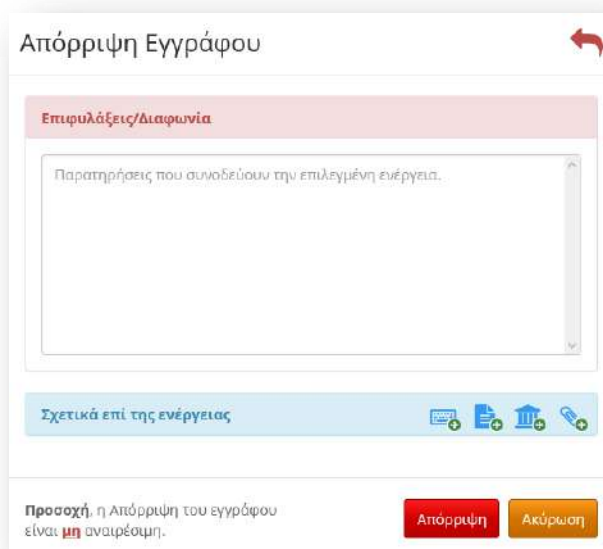 Απόρριψη Εγγράφου
Επιφυλάξεις/Διαφωνία
Παρατηρήσεις που συνοδεύουν την επιλεγμένη ενέργεια.
Σχετικά επί της ενέργειας
Προσοχή, η Απόρριψη του εγγράφου
είναι μη αναιρέσιμη.
Απόρριψη
Ακύρωση